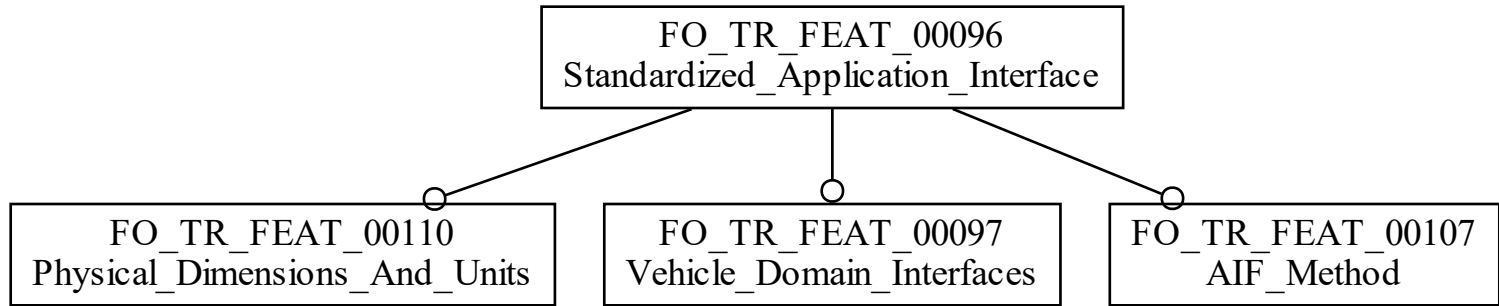 FO_TR_FEAT_00096
Standardized_Application_Interface
FO_TR_FEAT_00110
Physical_Dimensions_And_Units
FO_TR_FEAT_00097
Vehicle_Domain_Interfaces
FO_TR_FEAT_00107
AIF_Method